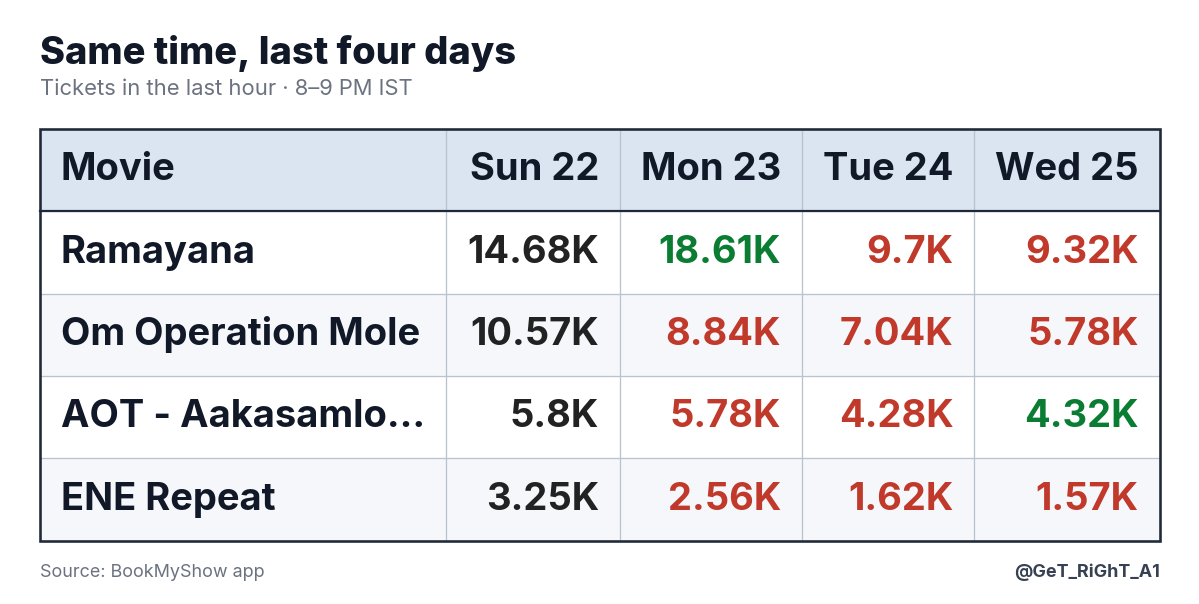 Same time, last four days
Tickets in the last hour · 8–9 PM IST
Movie Sun 22 Mon 23 Tue 24 Wed 25
Ramayana 14.68K 18.61K 9.7K 9.32K
Om Operation Mole 10.57K 8.84K 7.04K 5.78K
AOT - Aakasamlo... 5.8K 5.78K 4.28K 4.32K
ENE Repeat 3.25K 2.56K 1.62K 1.57K
Source: BookMyShow app @GeT_RiGhT_A1